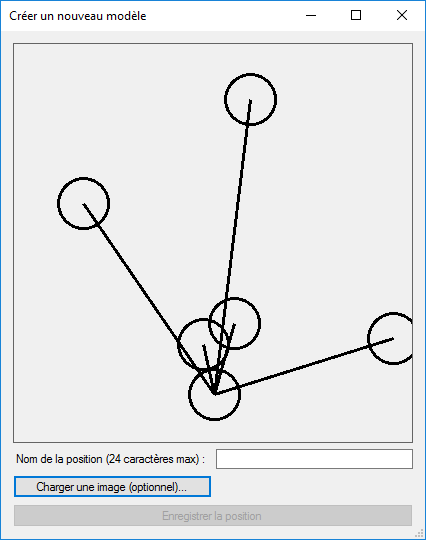 Créer un nouveau modèle
Nom de la position (24 caractères max) :
Charger une image (optionnel)...
Enregistrer la position